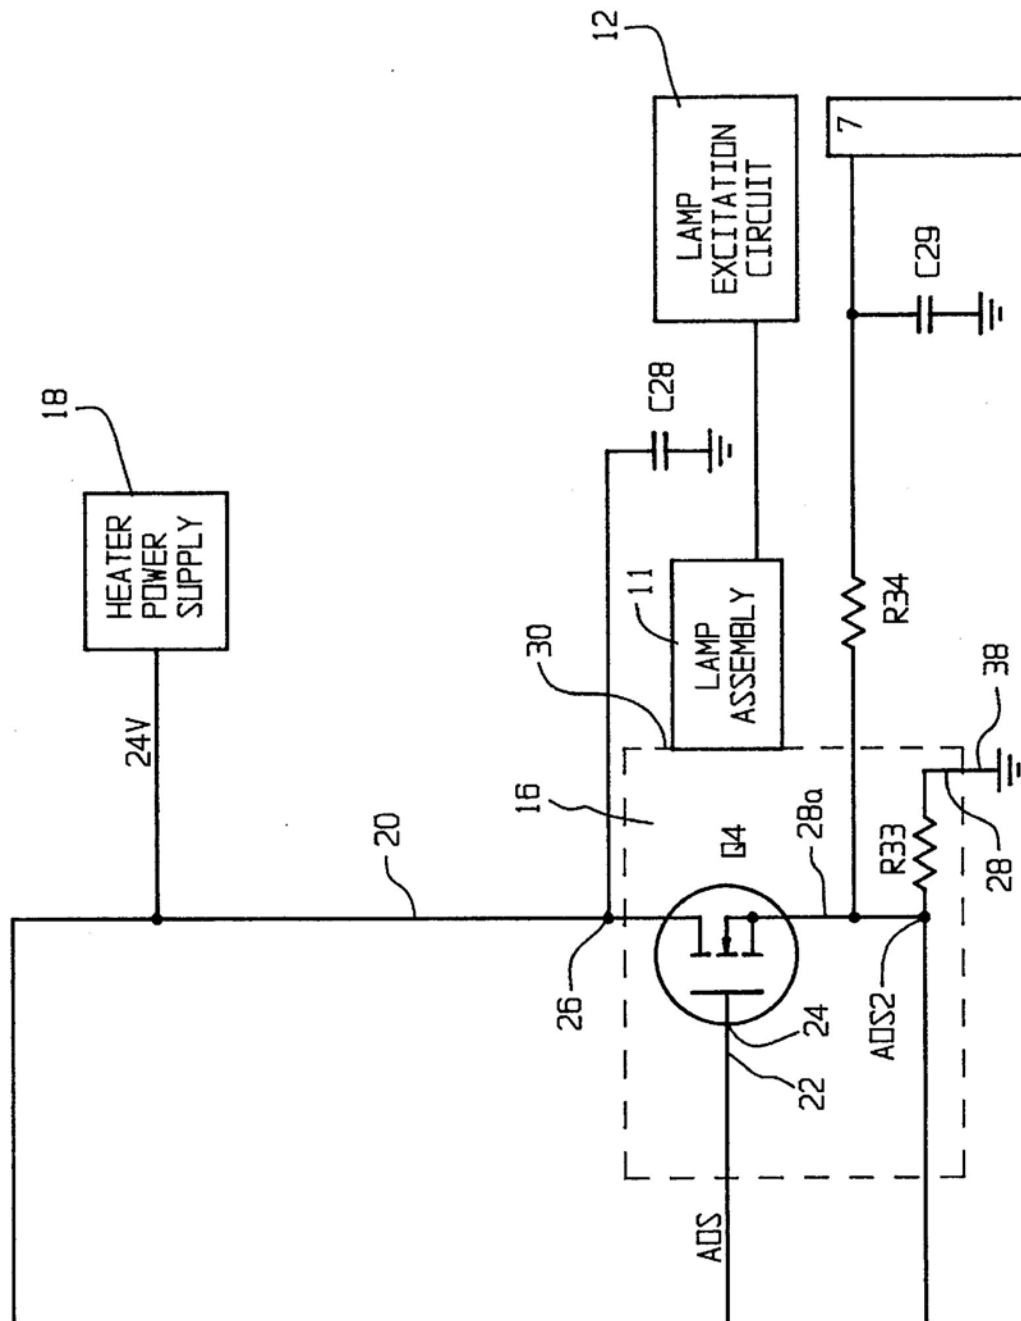 12
LAMP
EXCITATION
CIRCUIT
7
C29
18
HEATER
POWER
SUPPLY
24V
C28
30
11
LAMP
ASSEMBLY
R34
38
16
Q4
20
28a
R33
28
26
24
22
AOS2
AOS